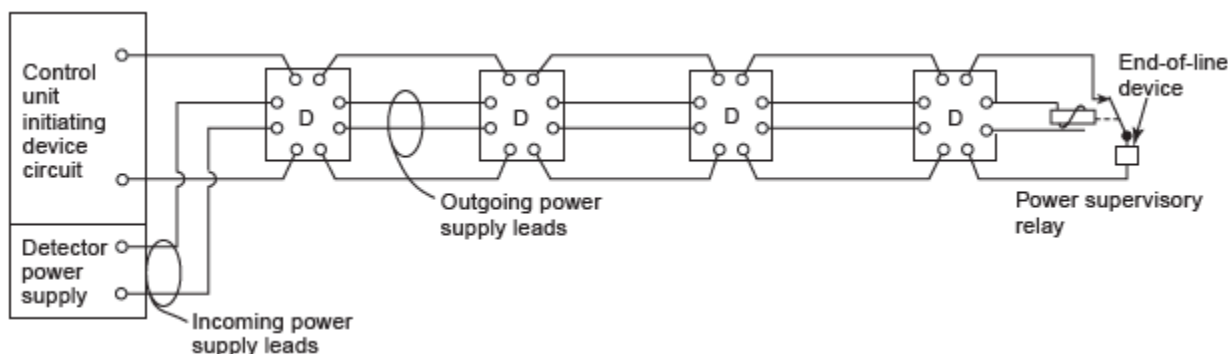 Control
unit
initiating
device
circuit
Detector
power
supply
D
D
D
D
Outgoing power
supply leads
Incoming power
supply leads
End-of-line
device
Power supervisory
relay